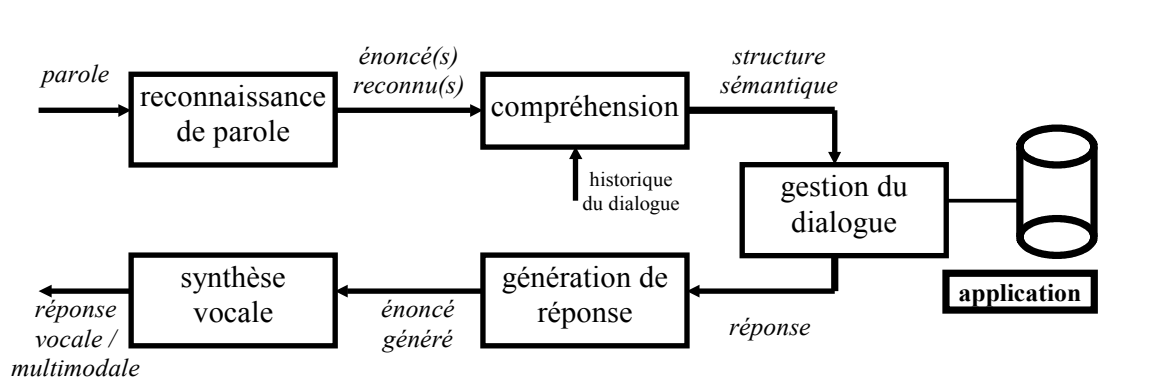 parole
reconnaissance
de parole
énoncé(s)
reconnu(s)
compréhension
structure
sémantique
historique
du dialogue
gestion du
dialogue
application
réponse
génération de
réponse
énoncé
généré
synthèse
vocale
réponse
vocale /
multimodale